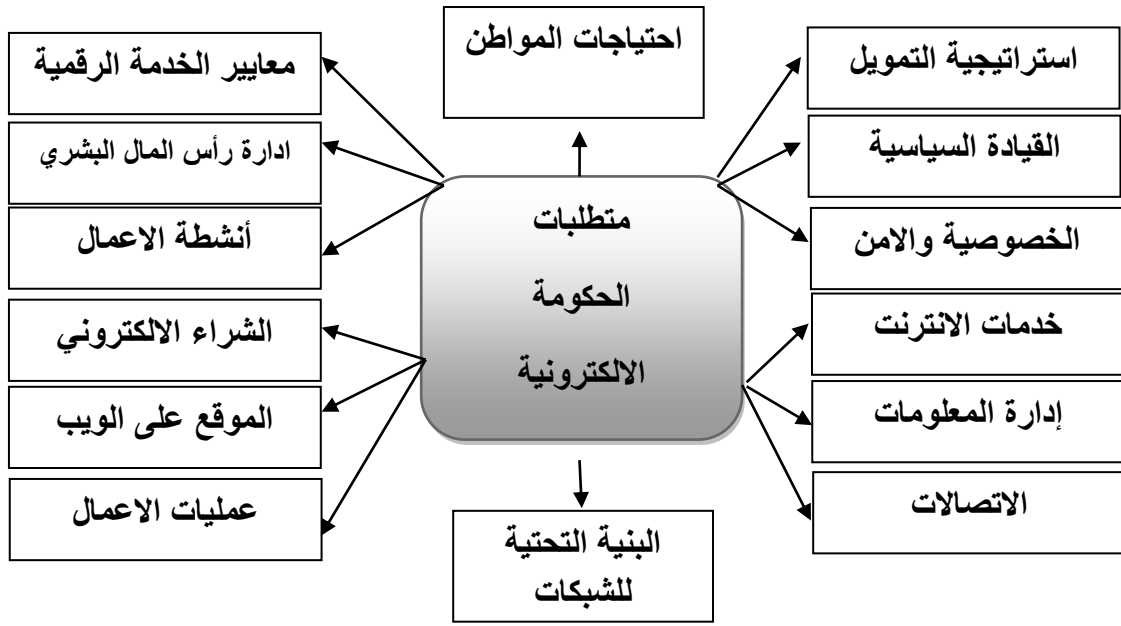 احتياجات المواطن
استراتيجية التمويل
القيادة السياسية
الخصوصية والامن
خدمات الانترنت
إدارة المعلومات
الاتصالات
متطلبات
الحكومة
الالكترونية
معايير الخدمة الرقمية
ادارة رأس المال البشري
أنشطة الاعمال
الشراء الالكتروني
الموقع على الويب
عمليات الاعمال
البنية التحتية
للشبكات